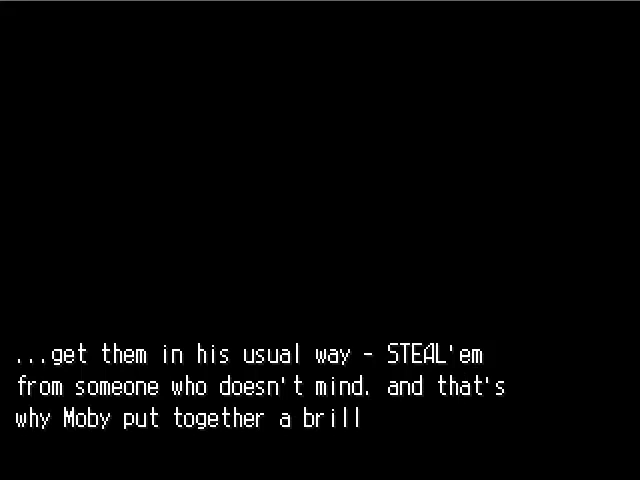 ...get them in his usual way - STEAL'em
from someone who doesn't mind. and that's
why Moby put together a brill